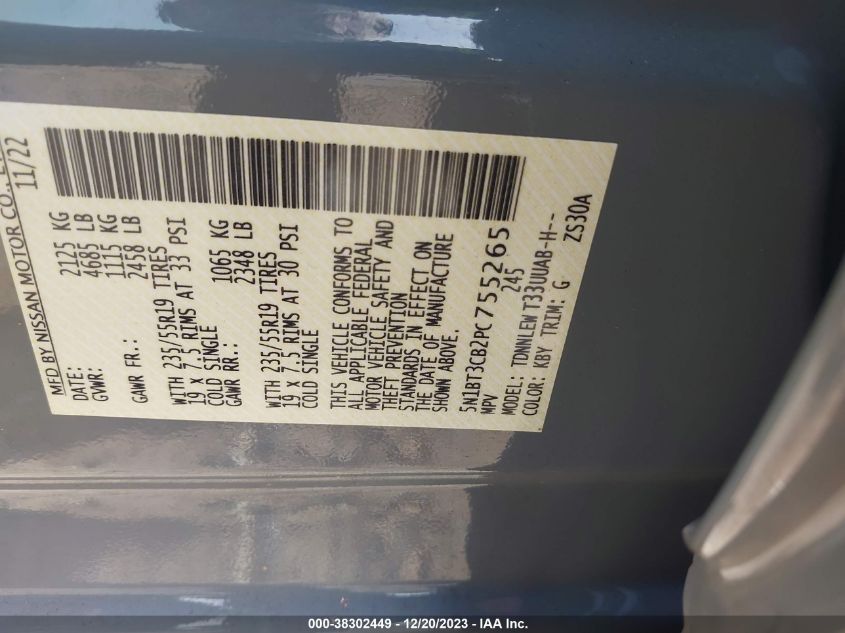 MFD BY NISSAN MOTOR CO.,
DATE: 11/22
GVWR: 2125 KG
4685 LB
GAWR FR.: 1115 KG
2458 LB
WITH 235/55R19 TIRES
19 x 7.5 RIMS AT 33 PSI
COLD SINGLE
GAWR RR.: 1065 KG
2348 LB
WITH 235/55R19 TIRES
19 x 7.5 RIMS AT 30 PSI
COLD SINGLE
THIS VEHICLE CONFORMS TO
ALL APPLICABLE FEDERAL
MOTOR VEHICLE SAFETY AND
THEFT PREVENTION
STANDARDS IN EFFECT ON
THE DATE OF MANUFACTURE
SHOWN ABOVE.
5N1BT3CB2PC755265
MPV 245
MODEL: TDNNLEW T33UUAB-H--
COLOR: KBY TRIM: G ZS30A
000-38302449 - 12/20/2023 - IAA Inc.